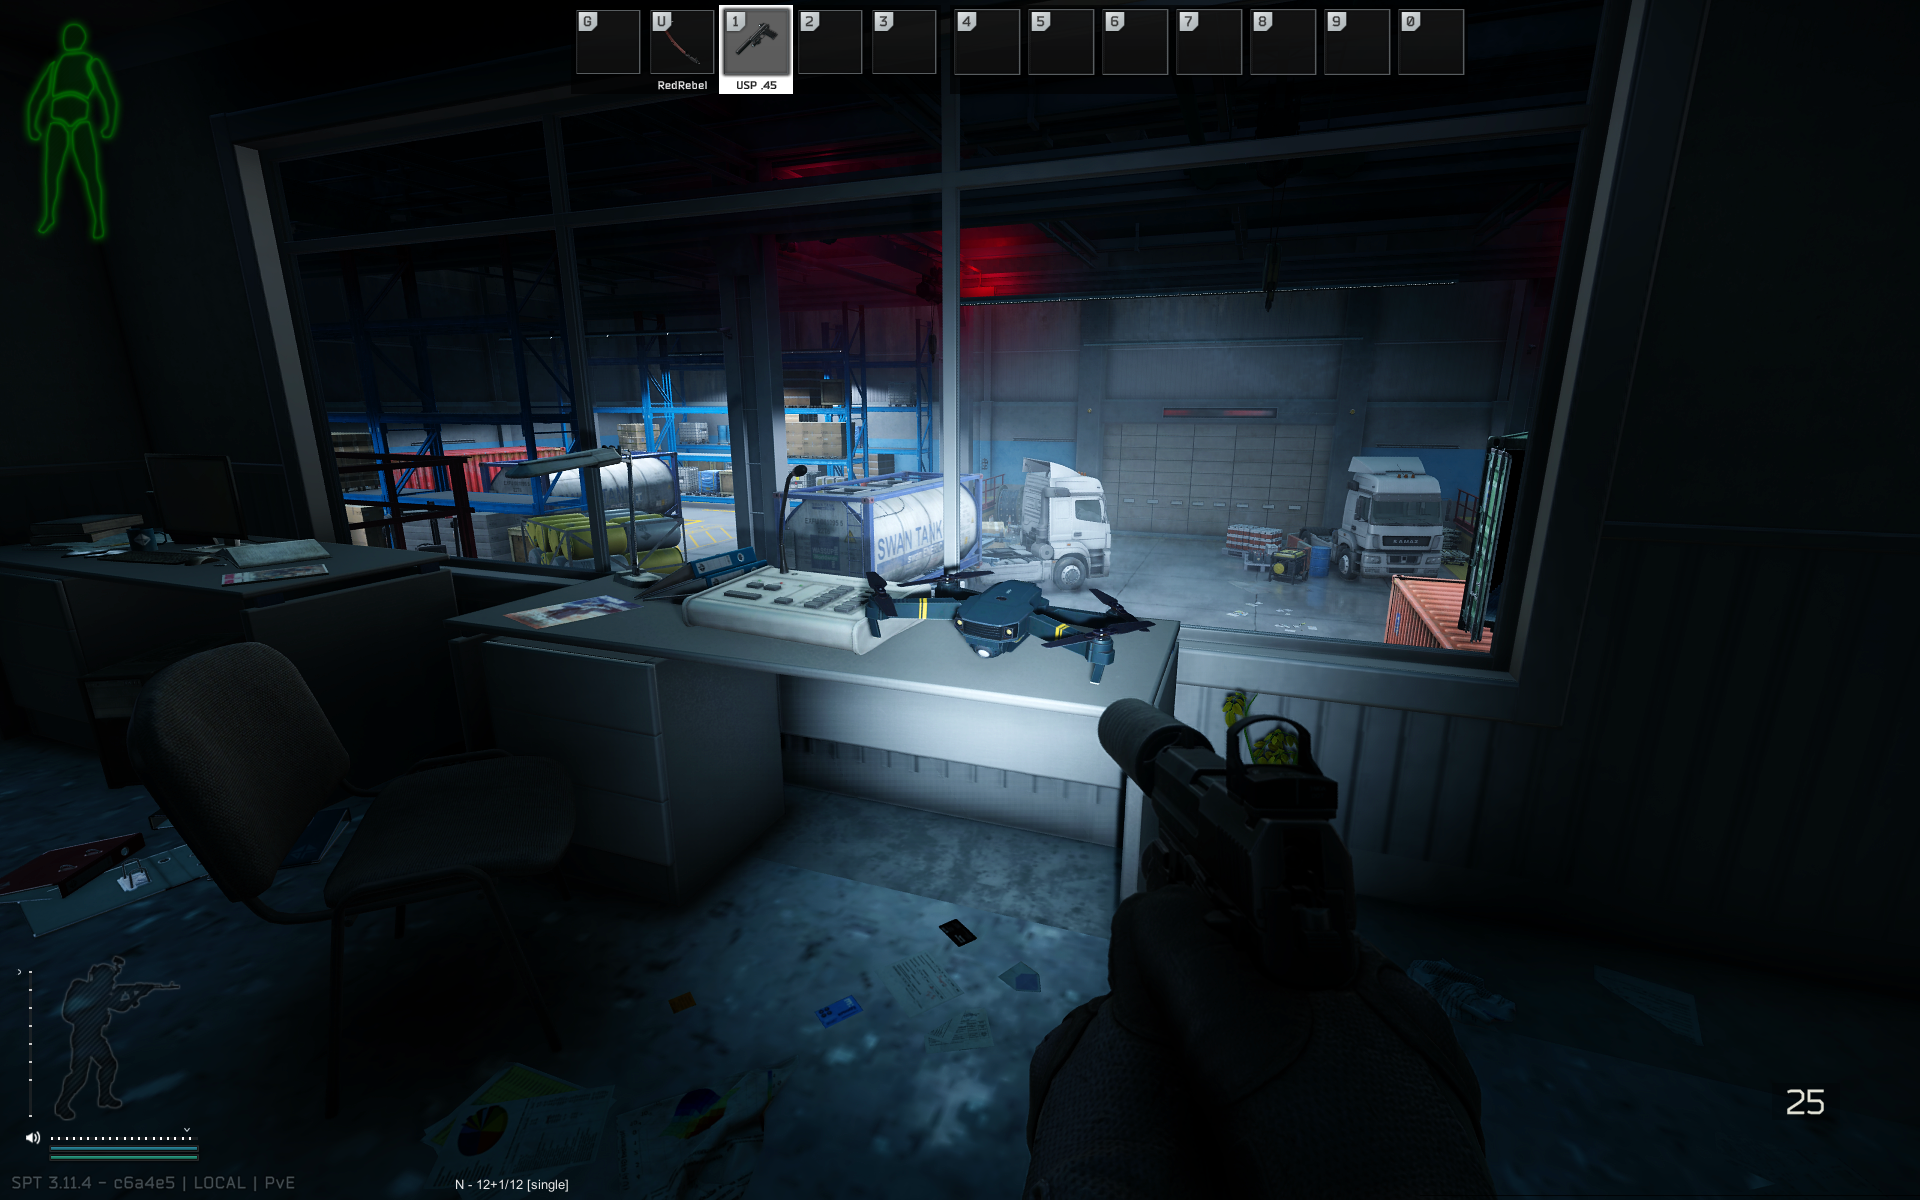 G
U
1
2
3
4
5
6
7
8
9
0
RedRebel
USP .45
SWAN TANK
KAMAZ
25
SPT 3.11.4 – c6a4e5 | LOCAL | PvE
N - 12+1/12 [single]